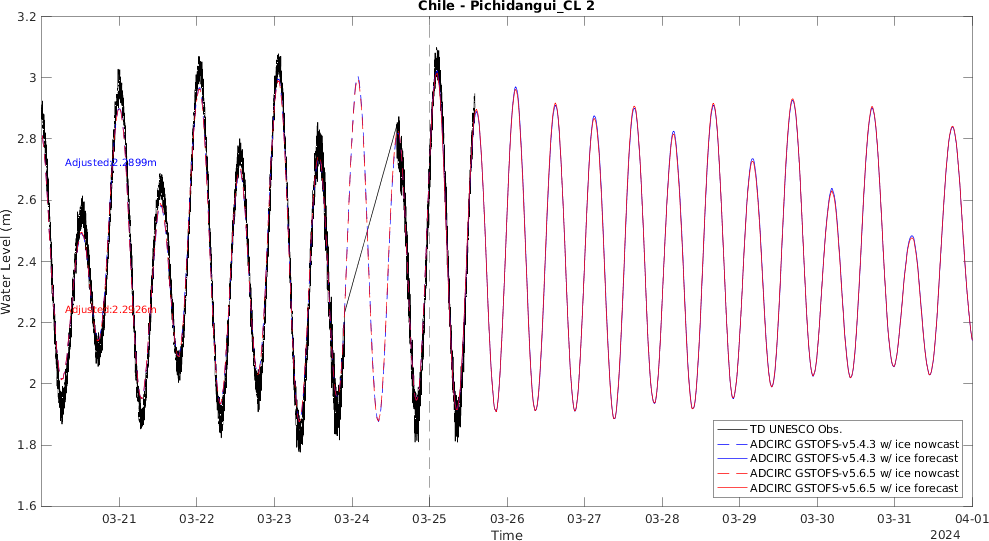 Chile - Pichidangui_CL 2
3.2
3
2.8
2.6
2.4
2.2
2
1.8
1.6
Water Level (m)
Adjusted:2.2899m
Adjusted:2.2926m
TD UNESCO Obs.
ADCIRC GSTOFS-v5.4.3 w/ ice nowcast
ADCIRC GSTOFS-v5.4.3 w/ ice forecast
ADCIRC GSTOFS-v5.6.5 w/ ice nowcast
ADCIRC GSTOFS-v5.6.5 w/ ice forecast
03-21 03-22 03-23 03-24 03-25 03-26 03-27 03-28 03-29 03-30 03-31 04-01
Time
2024